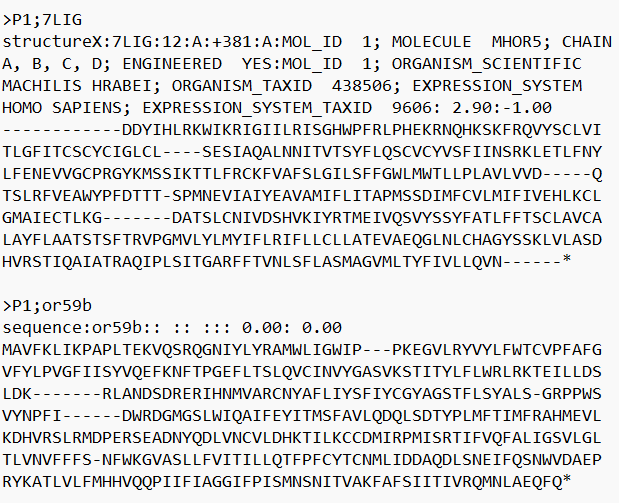 >P1;7LIG
structureX:7LIG:12:A:+381:A:MOL_ID  1; MOLECULE  MHOR5; CHAIN
A, B, C, D; ENGINEERED  YES:MOL_ID  1; ORGANISM_SCIENTIFIC
MACHILIS HRABEI; ORGANISM_TAXID  438506; EXPRESSION_SYSTEM
HOMO SAPIENS; EXPRESSION_SYSTEM_TAXID  9606: 2.90:-1.00
------------DDYIHLRKWIKRIGIILRISGHWPFRLPHEKRNQHKSKFRQVYSCLVI
TLGFITCSCYCIGLCL----SESIAQALNNITVTSYFLQSCVCYVSFIINSRKLETLFNY
LFENEVVGCPRGYKMSSIKTTLFRCKFVAFSLGILSFFGWLMWTLLPLAVLVVD-----Q
TSLRFVEAWYPFDTTT-SPMNEVIAIYEAVAMIFLITAPMSSDIMFCVLMIFIVEHLKCL
GMAIECTLKG-------DATSLCNIVDSHVKIYRTMEIVQSVYSSYFATLFFTSCLAVCA
LAYFLAATSTSFTRVPGMVLYLMYIFLRIFLLCLLATEVAEQGLNLCHAGYSSKLVLASD
HVRSTIQAIATRAQIPLSITGARFFTVNLSFLASMAGVMLTYFIVLLQVN------*

>P1;or59b
sequence:or59b:: :: ::: 0.00: 0.00
MAVFKLIKPAPLTEKVQSRQGNIYLYRAMWLIGWIP---PKEGVLRYVYLFWTCVPFAFG
VFYLPVGFIISYVQEFKNFTPGEFLTSLQVCINVYGASVKSTITYLFLWRLRKTEILLDS
LDK-------RLANDSDRERIHNMVARCNYAFLIYSFIYCGYAGSTFLSYALS-GRPPWS
VYNPFI------DWRDGMGSLWIQAIFEYITMSFAVLQDQLSDTYPLMFTIMFRAHMEVL
KDHVRSLRMDPERSEADNYQDLVNCVLDHKTILKCCDMIRPMISRTIFVQFALIGSVLGL
TLVNVFFFS-NFWKGVASLLFVITILLQTFPFCYTCNMLIDDAQDLSNEIFQSNWVDAEP
RYKATLVLFMHHVQQPIIFIAGGIFPISMNSNITVAKFAFSIITIVRQMNLAEQFQ*